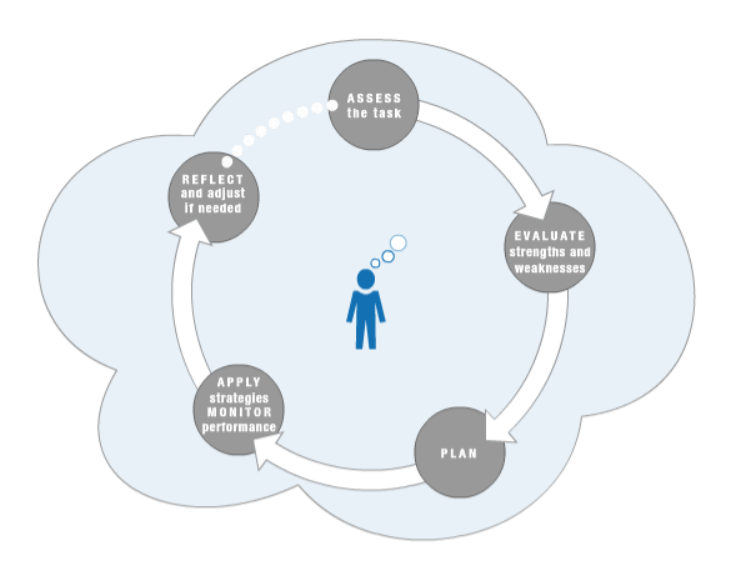 ASSESS
the task
EVALUATE
strengths and
weaknesses
PLAN
APPLY
strategies
MONITOR
performance
REFLECT
and adjust
if needed